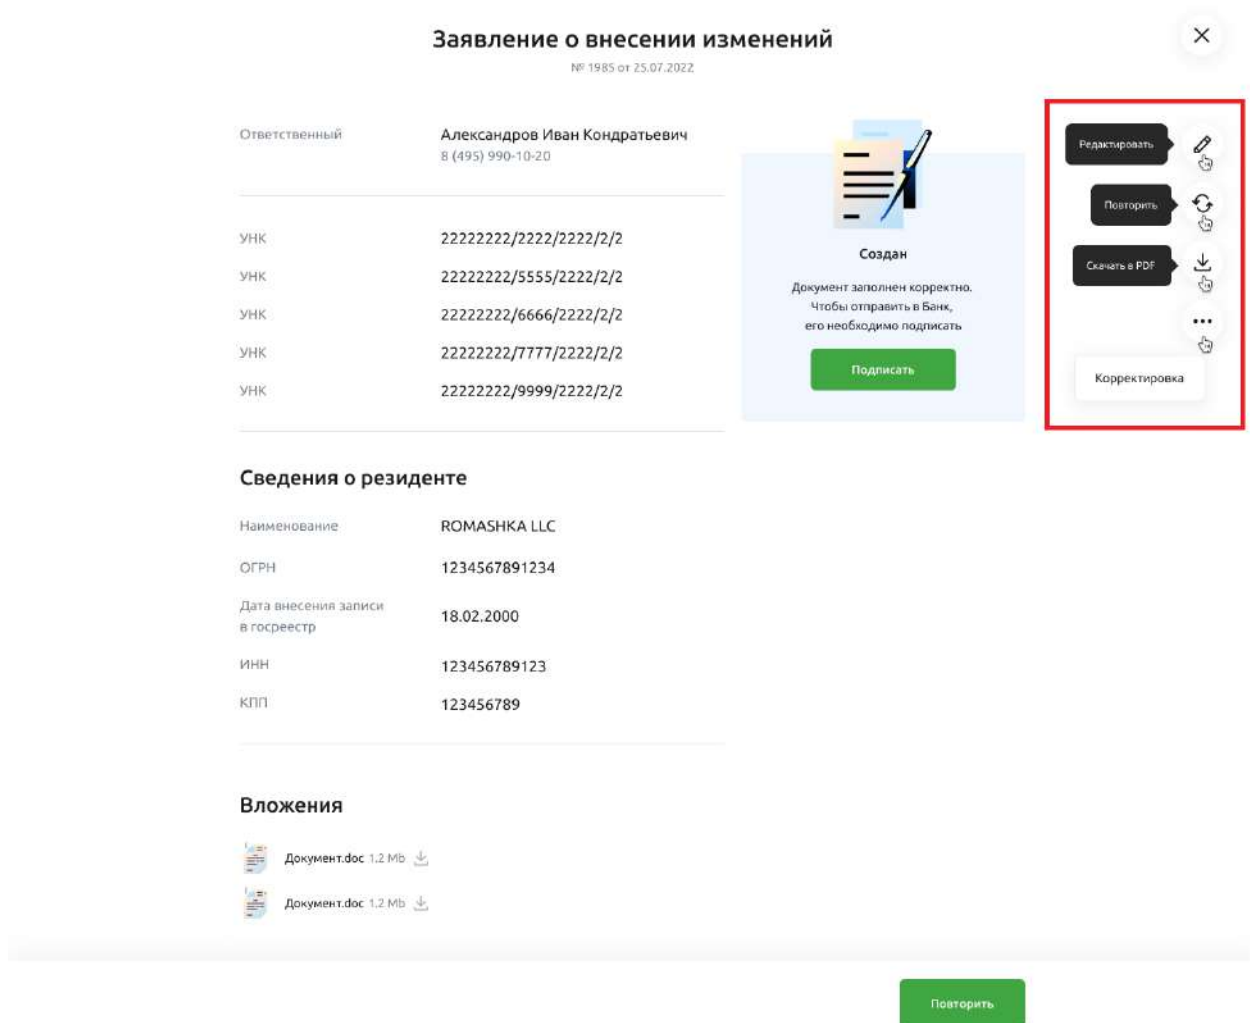 Заявление о внесении изменений
№ 1985 от 25.07.2022
Ответственный Александров Иван Кондратьевич
8 (495) 990-10-20
УНК 22222222/2222/2222/2/2
УНК 22222222/5555/2222/2/2
УНК 22222222/6666/2222/2/2
УНК 22222222/7777/2222/2/2
УНК 22222222/9999/2222/2/2
Создан
Документ заполнен корректно.
Чтобы отправить в Банк,
его необходимо подписать
Подписать
Редактировать
Повторить
Скачать в PDF
Корректировка
Сведения о резиденте
Наименование ROMASHKA LLC
ОГРН 1234567891234
Дата внесения записи
в госреестр 18.02.2000
ИНН 123456789123
КПП 123456789
Вложения
Документ.doc 1.2 Mb
Документ.doc 1.2 Mb
Повторить